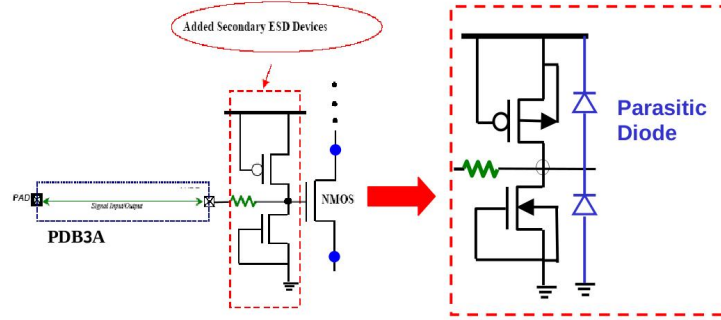 Added Secondary ESD Devices
Parasitic
Diode
PAD
Signal Input/Output
NMOS
PDB3A